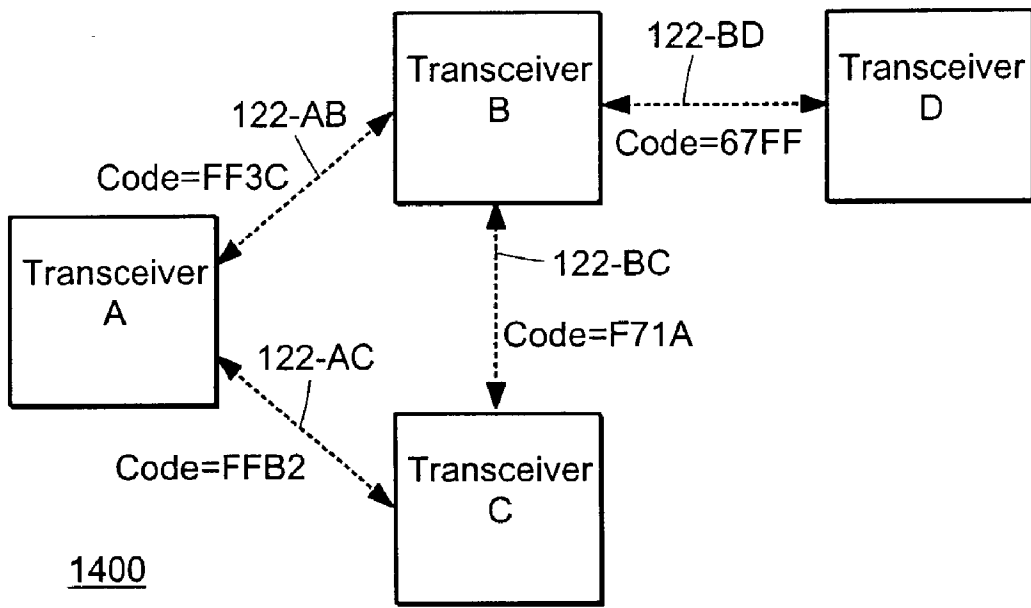 122-BD
Transceiver
B
Transceiver
D
122-AB
Code=67FF
Code=FF3C
Transceiver
A
122-BC
Code=F71A
122-AC
Code=FFB2
Transceiver
C
1400